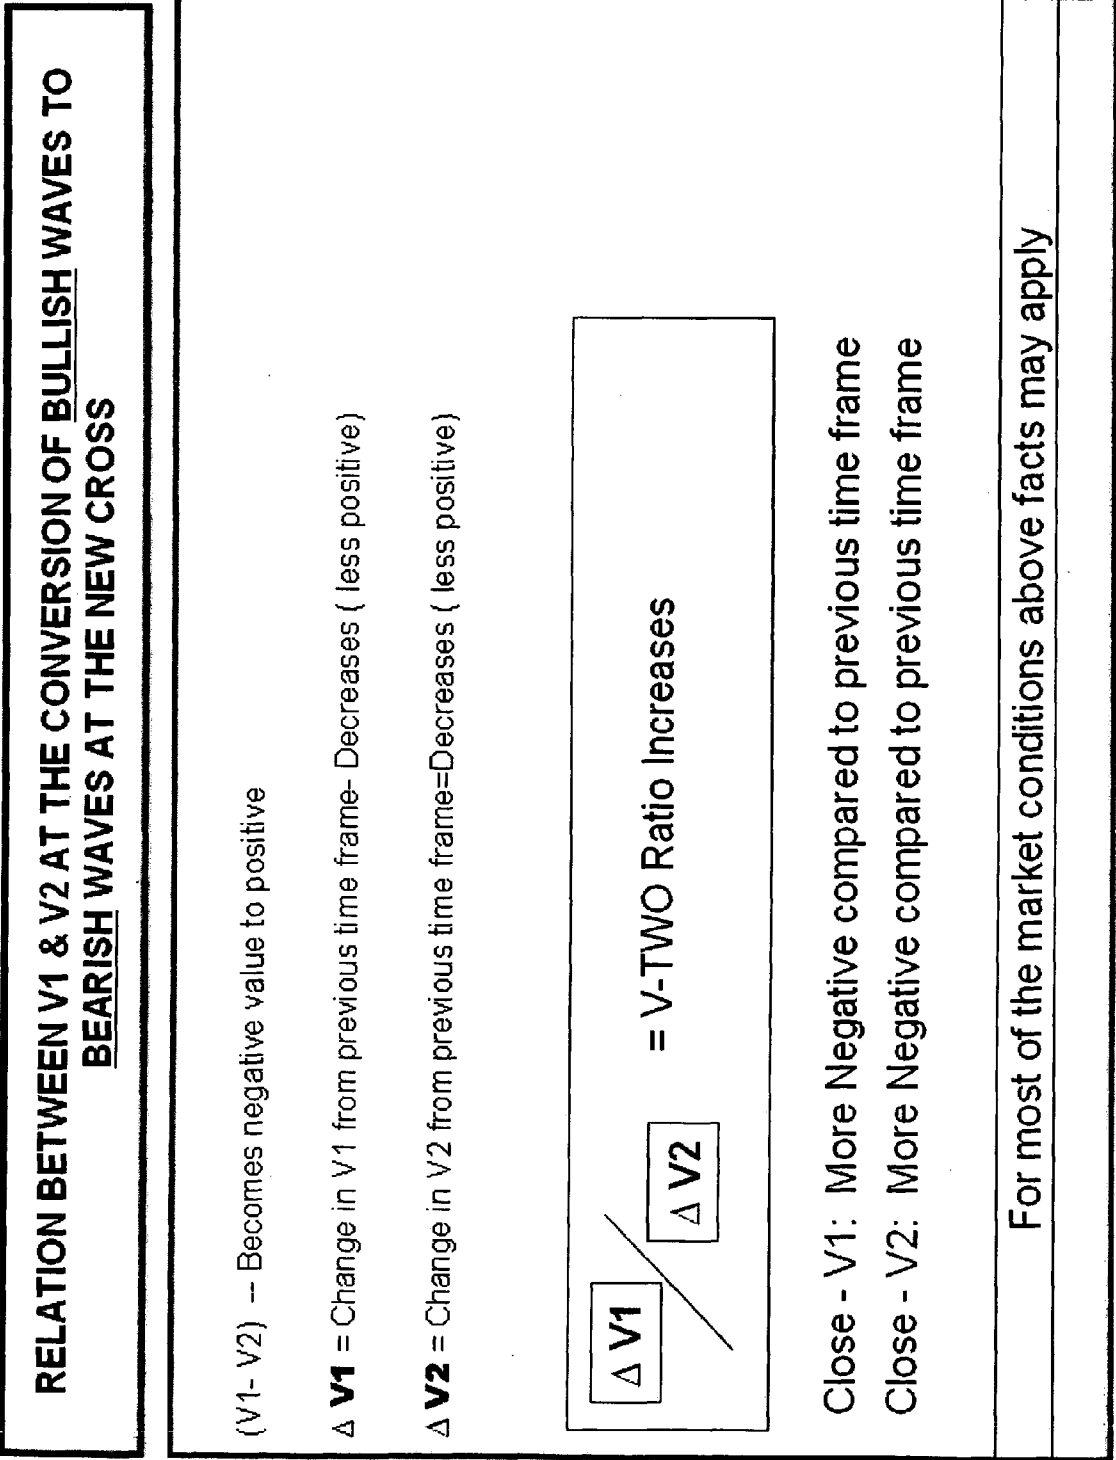 RELATION BETWEEN V1 & V2 AT THE CONVERSION OF BULLISH WAVES TO
BEARISH WAVES AT THE NEW CROSS
(V1- V2) -- Becomes negative value to positive
Δ V1 = Change in V1 from previous time frame- Decreases ( less positive)
Δ V2 = Change in V2 from previous time frame=Decreases ( less positive)
Δ V1 / Δ V2 = V-TWO Ratio Increases
Close - V1: More Negative compared to previous time frame
Close - V2: More Negative compared to previous time frame
For most of the market conditions above facts may apply